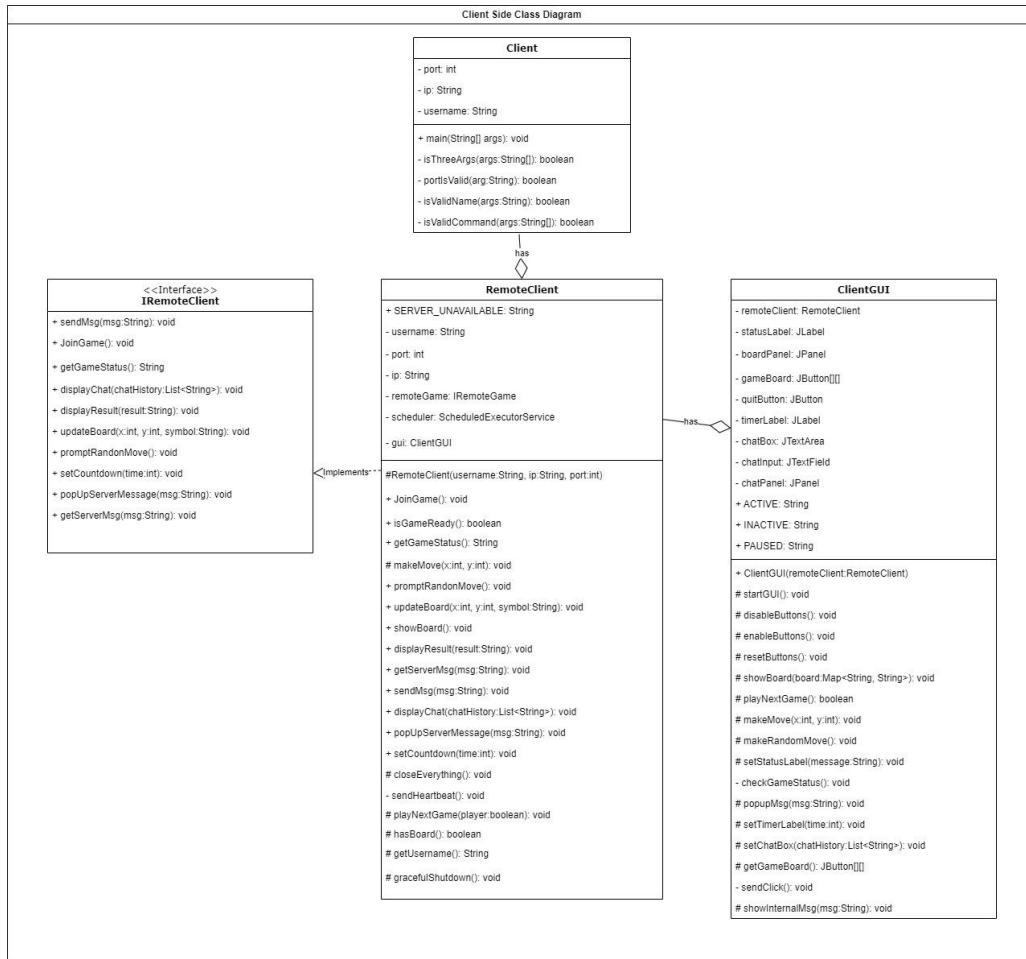 Client Side Class Diagram
Client
- port: int
- ip: String
- username: String
+ main(String[] args): void
- isThreeArgs(args:String[]): boolean
- portIsValid(arg:String): boolean
- isValidName(args:String): boolean
- isValidCommand(args:String[]): boolean
has
<<Interface>>
IRemoteClient
+ sendMsg(msg:String): void
+ JoinGame(): void
+ getGameStatus(): String
+ displayChat(chatHistory:List<String>): void
+ displayResult(result:String): void
+ updateBoard(x:int, y:int, symbol:String): void
+ promptRandonMove(): void
+ setCountdown(time:int): void
+ popUpServerMessage(msg:String): void
+ getServerMsg(msg:String): void
Implements
RemoteClient
+ SERVER_UNAVAILABLE: String
- username: String
- port: int
- ip: String
- remoteGame: IRemoteGame
- scheduler: ScheduledExecutorService
- gui: ClientGUI
#RemoteClient(username:String, ip:String, port:int)
+ JoinGame(): void
+ isGameReady(): boolean
+ getGameStatus(): String
# makeMove(x:int, y:int): void
+ promptRandonMove(): void
+ updateBoard(x:int, y:int, symbol:String): void
+ showBoard(): void
+ displayResult(result:String): void
+ getServerMsg(msg:String): void
+ sendMsg(msg:String): void
+ displayChat(chatHistory:List<String>): void
+ popUpServerMessage(msg:String): void
+ setCountdown(time:int): void
# closeEverything(): void
- sendHeartbeat(): void
# playNextGame(player:boolean): void
# hasBoard(): boolean
# getUsername(): String
# gracefulShutdown(): void
has
ClientGUI
- remoteClient: RemoteClient
- statusLabel: JLabel
- boardPanel: JPanel
- gameBoard: JButton[][]
- quitButton: JButton
- timerLabel: JLabel
- chatBox: JTextArea
- chatInput: JTextField
- chatPanel: JPanel
+ ACTIVE: String
+ INACTIVE: String
+ PAUSED: String
+ ClientGUI(remoteClient:RemoteClient)
# startGUI(): void
# disableButtons(): void
# enableButtons(): void
# resetButtons(): void
# showBoard(board:Map<String, String>): void
# playNextGame(): boolean
# makeMove(x:int, y:int): void
# makeRandomMove(): void
# setStatusLabel(message:String): void
- checkGameStatus(): void
# popupMsg(msg:String): void
# setTimerLabel(time:int): void
# setChatBox(chatHistory:List<String>): void
# getGameBoard(): JButton[][]
- sendClick(): void
# showInternalMsg(msg:String): void